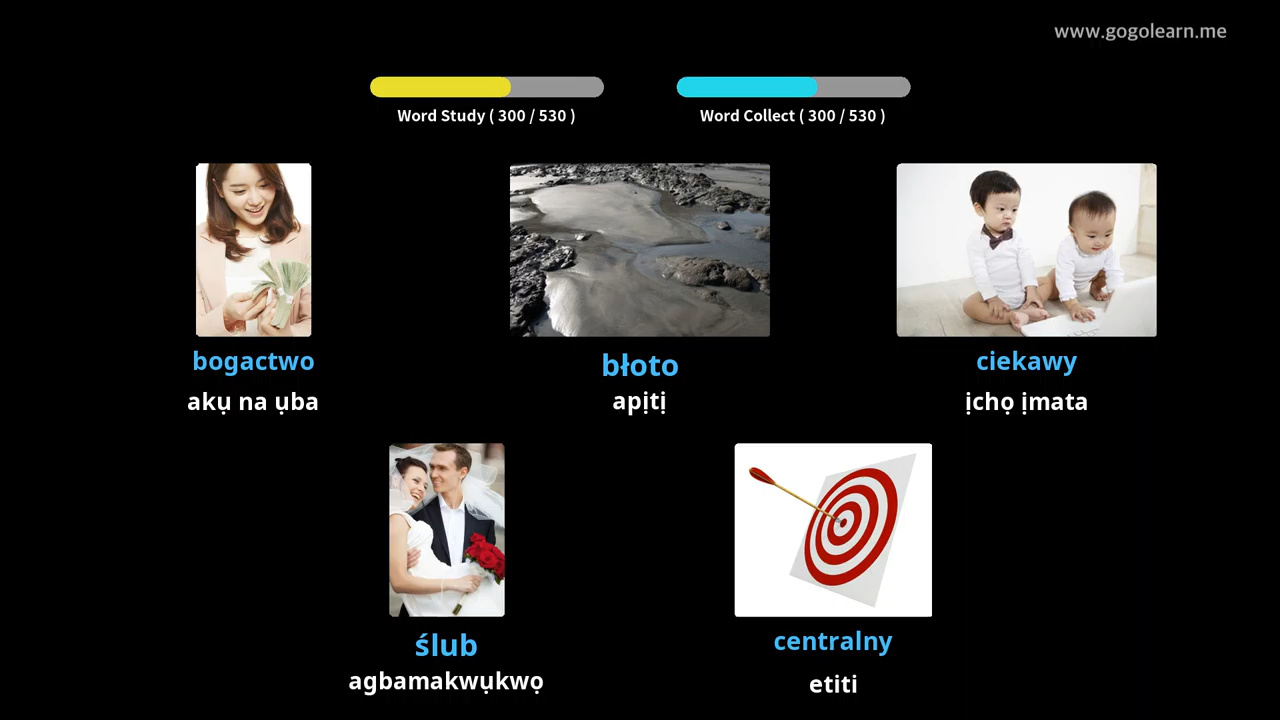 www.gogolearn.me
Word Study ( 300 / 530 )
Word Collect ( 300 / 530 )
bogactwo
akụ na ụba
błoto
apịtị
ciekawy
ịchọ ịmata
ślub
agbamakwụkwọ
centralny
etiti